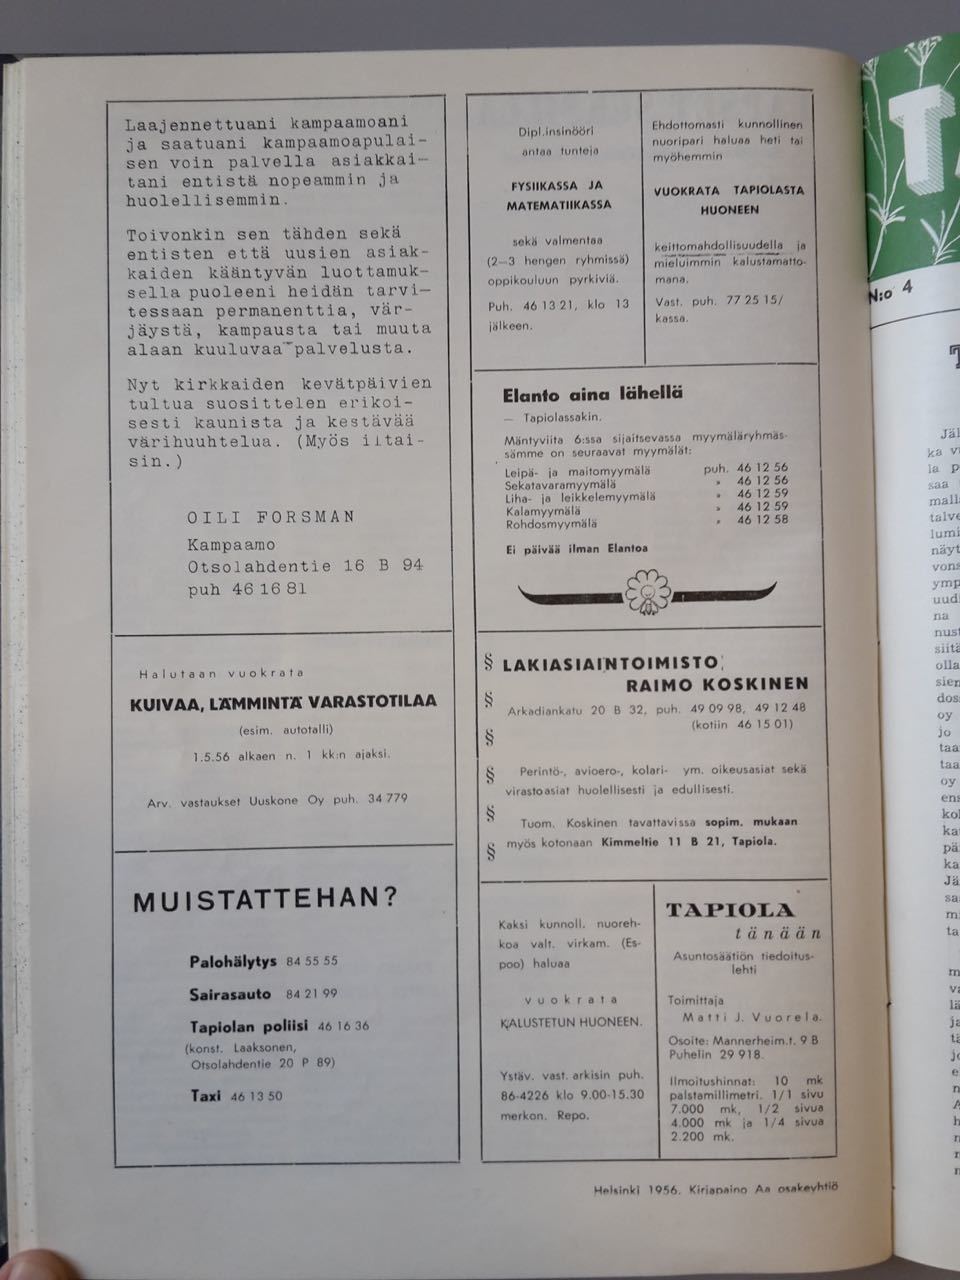 Laajennettuani kampaamoani
ja saatuani kampaamoapulai-
sen voin palvella asiakkai-
tani entistä nopeammin ja
huolellisemmin.
Toivonkin sen tähden sekä
entisten että uusien asiak-
kaiden kääntyvän luottamuk-
sella puoleeni heidän tarvi-
tessaan permanenttia, vär-
jäystä, kampausta tai muuta
alaan kuuluvaa palvelusta.
Nyt kirkkaiden kevätpäivien
tultua suosittelen erikoi-
sesti kaunista ja kestävää
värihuuhtelua. (Myös iltai-
sin.)
OILI FORSMAN
Kampaamo
Otsolahdentie 16 B 94
puh 46 16 81
Halutaan vuokrata
KUIVAA, LÄMMINTÄ VARASTOTILAA
(esim. autotalli)
1.5.56 alkaen n. 1 kk:n ajaksi.
Arv. vastaukset Uuskone Oy puh. 34 779
MUISTATTEHAN?
Palohälytys 84 55 55
Sairasauto 84 21 99
Tapiolan poliisi 46 16 36
(konst. Laaksonen,
Otsolahdentie 20 P 89)
Taxi 46 13 50
Dipl.insinööri
antaa tunteja
FYSIIKASSA JA
MATEMATIIKASSA
sekä valmentaa
(2—3 hengen ryhmissä)
oppikouluun pyrkiviä.
Puh. 46 13 21, klo 13
jälkeen.
Ehdottomasti kunnollinen
nuoripari haluaa heti tai
myöhemmin
VUOKRATA TAPIOLASTA
HUONEEN
keittomahdollisuudella ja
mieluimmin kalustamatto-
mana.
Vast. puh. 77 25 15/
kassa.
Elanto aina lähellä
— Tapiolassakin.
Mäntyviita 6:ssa sijaitsevassa myymäläryhmäs-
sämme on seuraavat myymälät:
Leipä- ja maitomyymälä puh. 46 12 56
Sekatavaramyymälä » 46 12 56
Liha- ja leikkelemyymälä » 46 12 59
Kalamyymälä » 46 12 59
Rohdosmyymälä » 46 12 58
Ei päivää ilman Elantoa
§ LAKIASIAINTOIMISTO
RAIMO KOSKINEN
§ Arkadiankatu 20 B 32, puh. 49 09 98, 49 12 48
(kotiin 46 15 01)
§
§ Perintö-, avioero-, kolari- ym. oikeusasiat sekä
virastoasiat huolellisesti ja edullisesti.
§ Tuom. Koskinen tavattavissa sopim. mukaan
§ myös kotonaan Kimmeltie 11 B 21, Tapiola.
Kaksi kunnoll. nuoreh-
koa valt. virkam. (Es-
poo) haluaa
vuokrata
KALUSTETUN HUONEEN.
Ystäv. vast. arkisin puh.
86-4226 klo 9.00-15.30
merkon. Repo.
TAPIOLA
tänään
Asuntosäätiön tiedoitus-
lehti
Toimittaja
Matti J. Vuorela.
Osoite: Mannerheim.t. 9 B
Puhelin 29 918.
Ilmoitushinnat: 10 mk
palstamillimetri. 1/1 sivu
7.000 mk, 1/2 sivua
4.000 mk ja 1/4 sivua
2.200 mk.
Helsinki 1956. Kirjapaino Aa osakeyhtiö
N:o 4